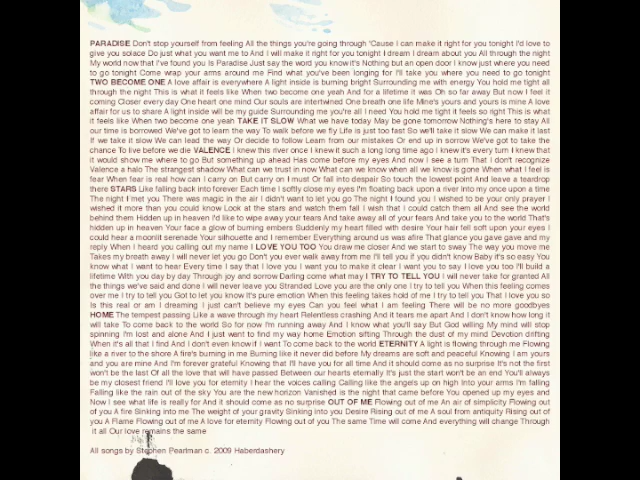 PARADISE Don't stop yourself from feeling All the things you're going through 'Cause I can make it right for you tonight I'd love to
give you solace Do just what you want me to And I will make it right for you tonight I dream I dream about you All through the night
My world now that I've found you Is Paradise Just say the word you know it's Nothing but an open door I know just where you need
to go tonight Come wrap your arms around me Find what you've been longing for I'll take you where you need to go tonight
TWO BECOME ONE A love affair is everywhere A light inside is burning bright Surrounding me with energy You hold me tight all
through the night This is what it feels like When two become one yeah And for a lifetime it was Oh so far away But now I feel it
coming Closer every day One heart one mind Our souls are intertwined One breath one life Mine's yours and yours is mine A love
affair for us to share A light inside will be my guide Surrounding me you're all I need You hold me tight it feels so right This is what
it feels like When two become one yeah TAKE IT SLOW What we have today May be gone tomorrow Nothing's here to stay All
our time is borrowed We've got to learn the way To walk before we fly Life is just too fast So we'll take it slow We can make it last
If we take it slow We can lead the way Or decide to follow Learn from our mistakes Or end up in sorrow We've got to take the
chance To live before we die VALENCE I knew this river once I knew it such a long long time ago I knew it's every turn I knew that
it would show me where to go But something up ahead Has come before my eyes And now I see a turn That I don't recognize
Valence a halo The strangest shadow What can we trust in now What can we know when all we know is gone When what I feel is
fear When fear is real how can I carry on But carry on I must Or fall into despair So touch the lowest point And leave a teardrop
there STARS Like falling back into forever Each time I softly close my eyes I'm floating back upon a river Into my once upon a time
The night I met you There was magic in the air I didn't want to let you go The night I found you I wished to be your only prayer I
wished it more than you could know Look at the stars and watch them fall I wish that I could catch them all And see the world
behind them Hidden up in heaven I'd like to wipe away your tears And take away all of your fears And take you to the world That's
hidden up in heaven Your face a glow of burning embers Suddenly my heart filled with desire Your hair fell soft upon your eyes I
could hear a moonlit serenade Your silhouette and I remember Everything around us was afire That glance you gave gave and my
reply When I heard you calling out my name I LOVE YOU TOO You draw me closer And we start to sway The way you move me
Takes my breath away I will never let you go Don't you ever walk away from me I'll tell you if you didn't know Baby it's so easy You
know what I want to hear Every time I say that I love you I want you to make it clear I want you to say I love you too I'll build a
lifetime With you day by day Through joy and sorrow Darling come what may I TRY TO TELL YOU I will never take for granted All
the things we've said and done I will never leave you Stranded Love you are the only one I try to tell you When this feeling comes
over me I try to tell you Got to let you know It's pure emotion When this feeling takes hold of me I try to tell you That I love you so
Is this real or am I dreaming I just can't believe my eyes Can you feel what I am feeling There will be no more goodbyes
HOME The tempest passing Like a wave through my heart Relentless crashing And it tears me apart And I don't know how long it
will take To come back to the world So for now I'm running away And I know what you'll say But God willing My mind will stop
spinning I'm lost and alone And I just want to find my way home Emotion sifting Through the dust of my mind Devotion drifting
When it's all that I find And I don't even know if I want To come back to the world ETERNITY A light is flowing through me Flowing
like a river to the shore A fire's burning in me Burning like it never did before My dreams are soft and peaceful Knowing I am yours
and you are mine And I'm forever grateful Knowing that I'll have you for all time And it should come as no surprise It's not the first
won't be the last Of all the love that will have passed Between our hearts eternally It's just the start won't be an end You'll always
be my closest friend I'll love you for eternity I hear the voices calling Calling like the angels up on high Into your arms I'm falling
Falling like the rain out of the sky You are the new horizon Vanished is the night that came before You opened up my eyes and
Now I see what life is really for And it should come as no surprise OUT OF ME Flowing out of me An air of simplicity Flowing out
of you A fire Sinking into me The weight of your gravity Sinking into you Desire Rising out of me A soul from antiquity Rising out of
you A Flame Flowing out of me A love for eternity Flowing out of you The same Time will come And everything will change Through
it all Our love remains the same
All songs by Stephen Pearlman c. 2009 Haberdashery